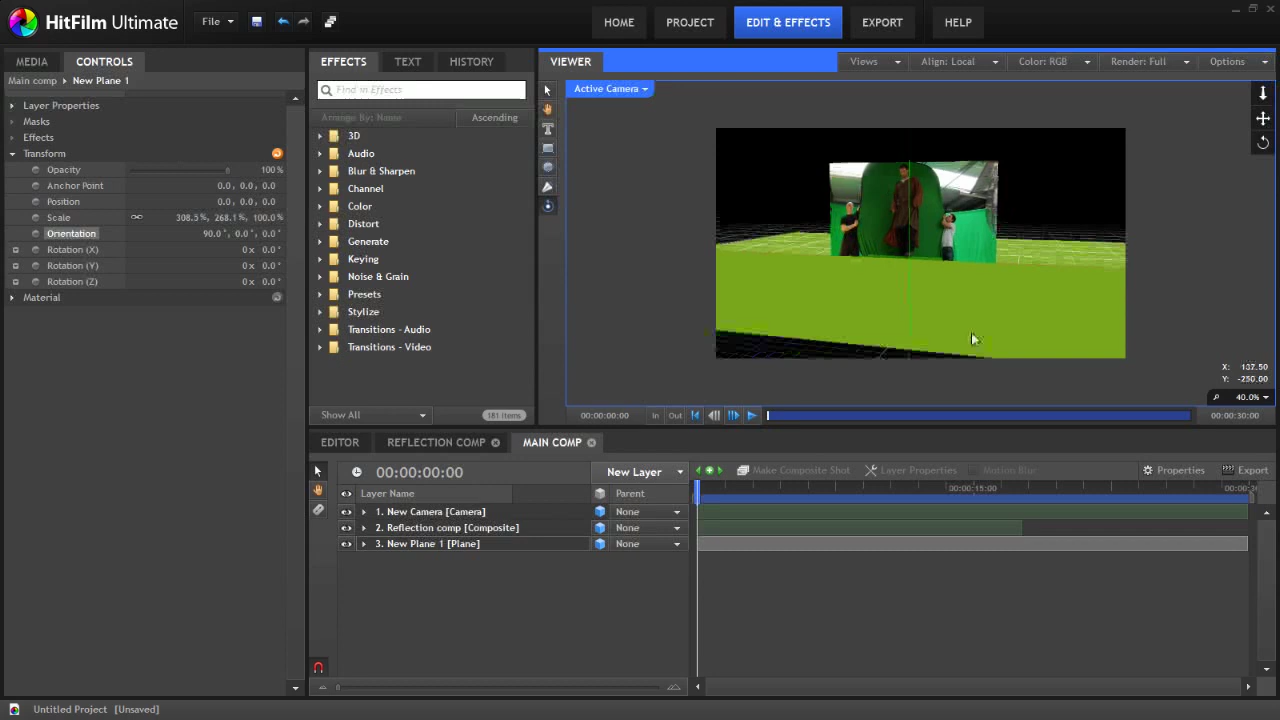 HitFilm Ultimate
File
HOME
PROJECT
EDIT & EFFECTS
EXPORT
HELP
MEDIA
CONTROLS
Main comp
New Plane 1
Layer Properties
Masks
Effects
Transform
Opacity 100%
Anchor Point 0.0, 0.0, 0.0
Position 0.0, 0.0, 0.0
Scale 308.5%, 268.1%, 100.0%
Orientation 90.0°, 0.0°, 0.0°
Rotation (X) 0x 0.0°
Rotation (Y) 0x 0.0°
Rotation (Z) 0x 0.0°
Material
EFFECTS
TEXT
HISTORY
Find in Effects
Arrange By: Name
Ascending
3D
Audio
Blur & Sharpen
Channel
Color
Distort
Generate
Keying
Noise & Grain
Presets
Stylize
Transitions - Audio
Transitions - Video
Show All
181 items
VIEWER
Views
Align: Local
Color: RGB
Render: Full
Options
Active Camera
X: 137.50
Y: -250.00
40.0%
00:00:00:00
In
Out
00:00:30:00
EDITOR
REFLECTION COMP
MAIN COMP
00:00:00:00
New Layer
Make Composite Shot
Layer Properties
Motion Blur
Properties
Export
Layer Name
Parent
00:00:15:00
1. New Camera [Camera] None
2. Reflection comp [Composite] None
3. New Plane 1 [Plane] None
Untitled Project [Unsaved]